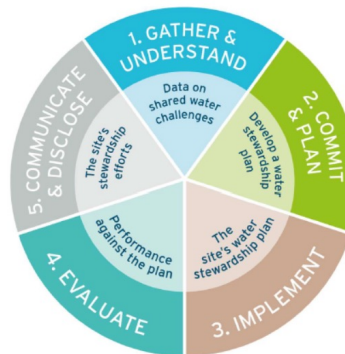 1. GATHER &
UNDERSTAND
Data on
shared water
challenges
2. COMMIT
& PLAN
Develop a water
stewardship
plan
3. IMPLEMENT
The
site's water
stewardship plan
4. EVALUATE
Performance
against the plan
5. COMMUNICATE
& DISCLOSE
The site's
stewardship
efforts